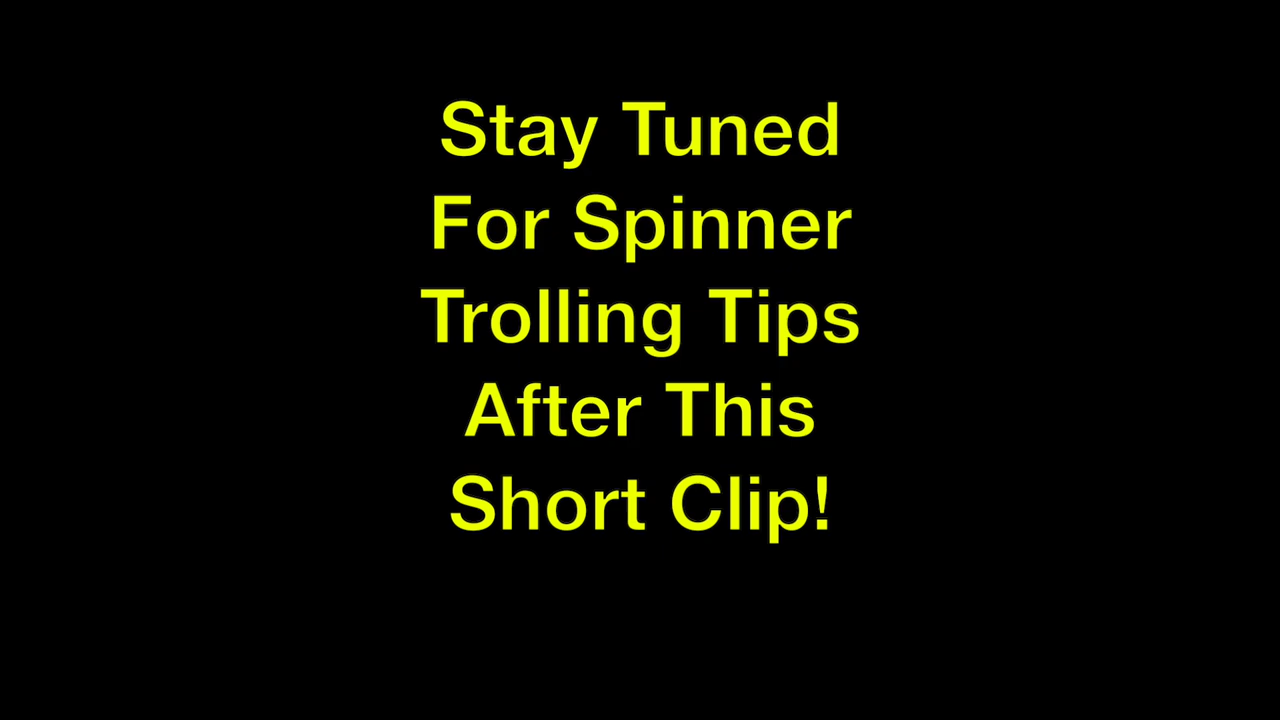 Stay Tuned
For Spinner
Trolling Tips
After This
Short Clip!